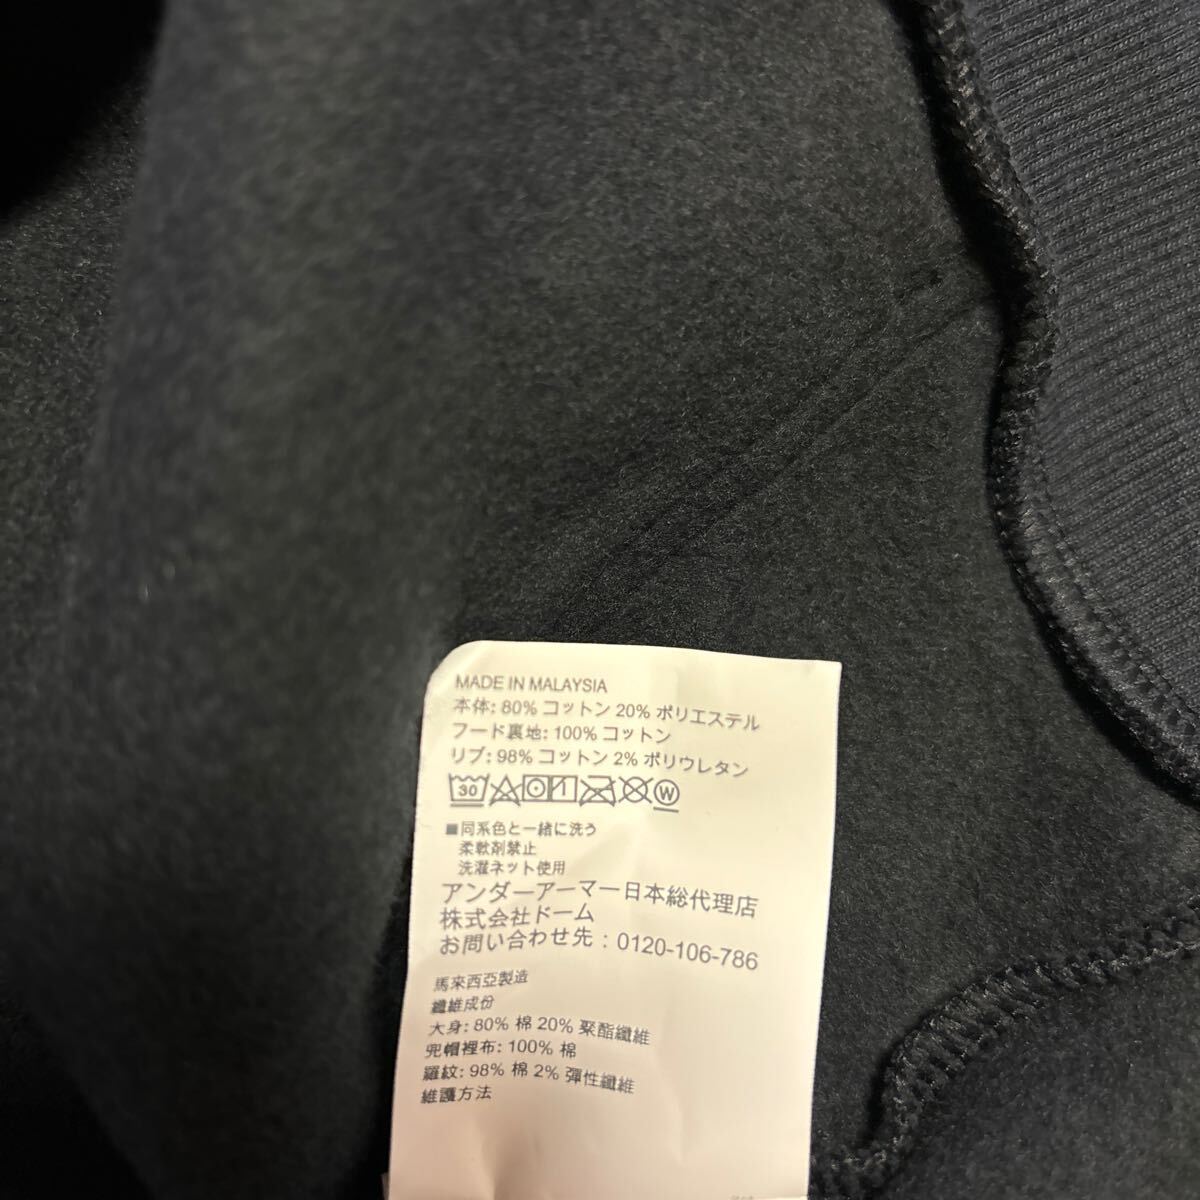 MADE IN MALAYSIA
本体: 80% コットン 20% ポリエステル
フード裏地: 100% コットン
リブ: 98% コットン 2% ポリウレタン
30 W
■同系色と一緒に洗う
柔軟剤禁止
洗濯ネット使用
アンダーアーマー日本総代理店
株式会社ドーム
お問い合わせ先：0120-106-786
馬來西亞製造
纖維成份
大身: 80% 棉 20% 聚酯纖維
兜帽裡布: 100% 棉
羅紋: 98% 棉 2% 彈性纖維
維護方法